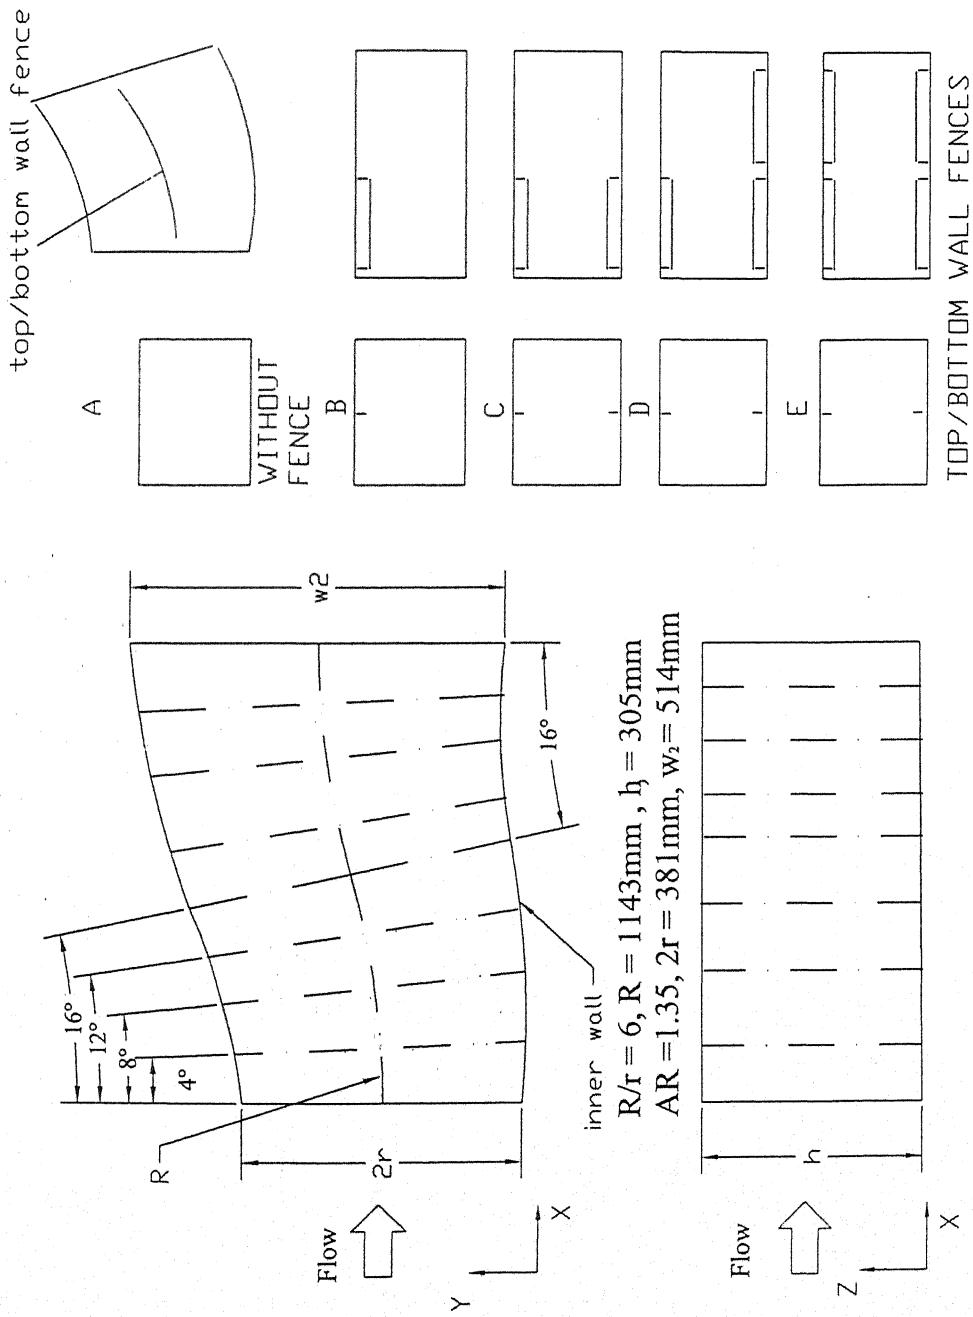 top/bottom wall fence
A
WITHOUT
FENCE
B
C
D
E
TOP/BOTTOM WALL FENCES
16°
12°
8°
4°
R
2r
w2
16°
inner wall
Flow
Y
X
R/r = 6, R = 1143mm , h = 305mm
AR =1.35, 2r = 381mm, w₂= 514mm
h
Flow
Z
X